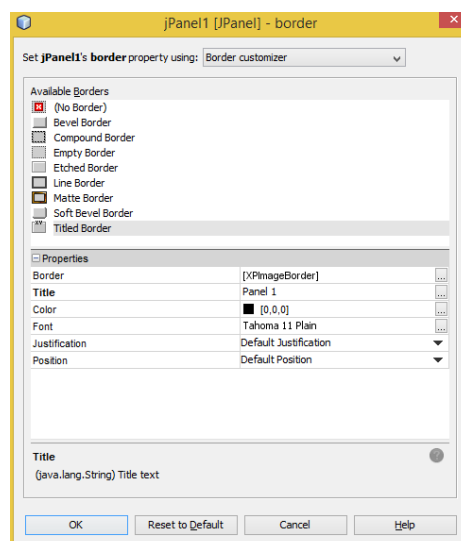 jPanel1 [JPanel] - border
Set jPanel1's border property using: Border customizer
Available Borders
(No Border)
Bevel Border
Compound Border
Empty Border
Etched Border
Line Border
Matte Border
Soft Bevel Border
Titled Border
Properties
Border [XPImageBorder] ...
Title Panel 1 ...
Color [0,0,0] ...
Font Tahoma 11 Plain ...
Justification Default Justification
Position Default Position
Title
(java.lang.String) Title text
OK Reset to Default Cancel Help